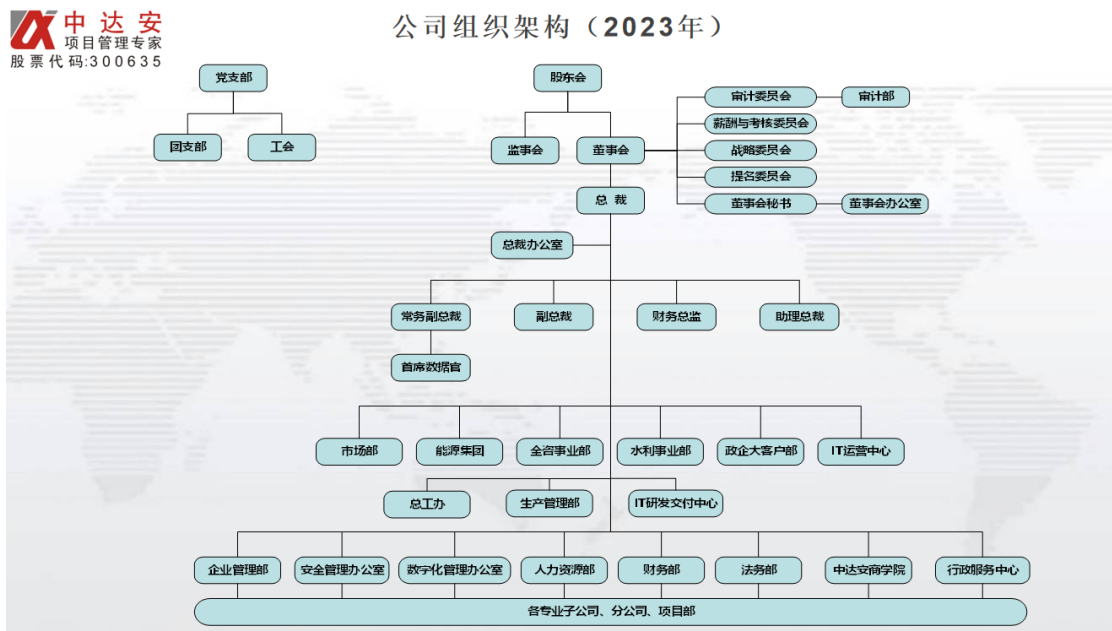 中达安
项目管理专家
股票代码:300635
公司组织架构（2023年）
党支部
股东会
审计委员会
审计部
薪酬与考核委员会
团支部
工会
监事会
董事会
战略委员会
提名委员会
总 裁
董事会秘书
董事会办公室
总裁办公室
常务副总裁
副总裁
财务总监
助理总裁
首席数据官
市场部
能源集团
全咨事业部
水利事业部
政企大客户部
IT运营中心
总工办
生产管理部
IT研发交付中心
企业管理部
安全管理办公室
数字化管理办公室
人力资源部
财务部
法务部
中达安商学院
行政服务中心
各专业子公司、分公司、项目部